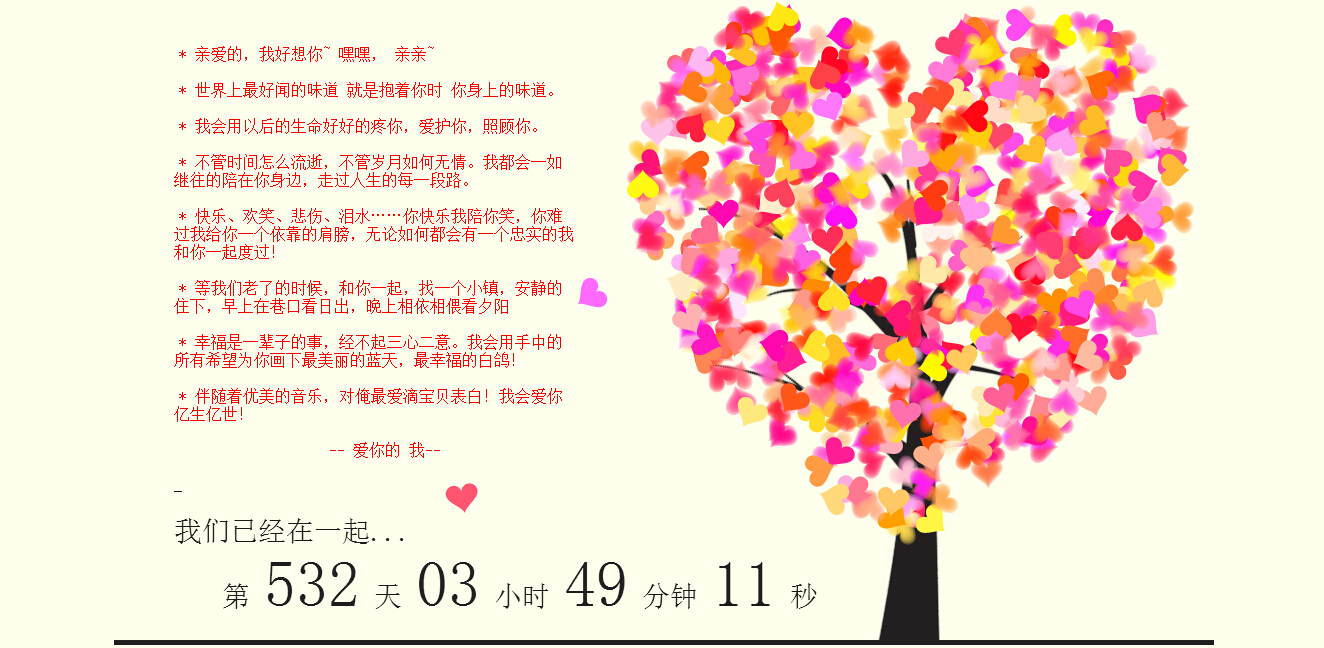 * 亲爱的，我好想你~ 嘿嘿， 亲亲~
* 世界上最好闻的味道 就是抱着你时 你身上的味道。
* 我会用以后的生命好好的疼你，爱护你，照顾你。
* 不管时间怎么流逝，不管岁月如何无情。我都会一如
继往的陪在你身边，走过人生的每一段路。
* 快乐、欢笑、悲伤、泪水……你快乐我陪你笑，你难
过我给你一个依靠的肩膀，无论如何都会有一个忠实的我
和你一起度过！
* 等我们老了的时候，和你一起，找一个小镇，安静的
住下，早上在巷口看日出，晚上相依相偎看夕阳
* 幸福是一辈子的事，经不起三心二意。我会用手中的
所有希望为你画下最美丽的蓝天，最幸福的白鸽！
* 伴随着优美的音乐，对俺最爱滴宝贝表白！我会爱你
亿生亿世！
-- 爱你的 我--
_
我们已经在一起...
第 532 天 03 小时 49 分钟 11 秒